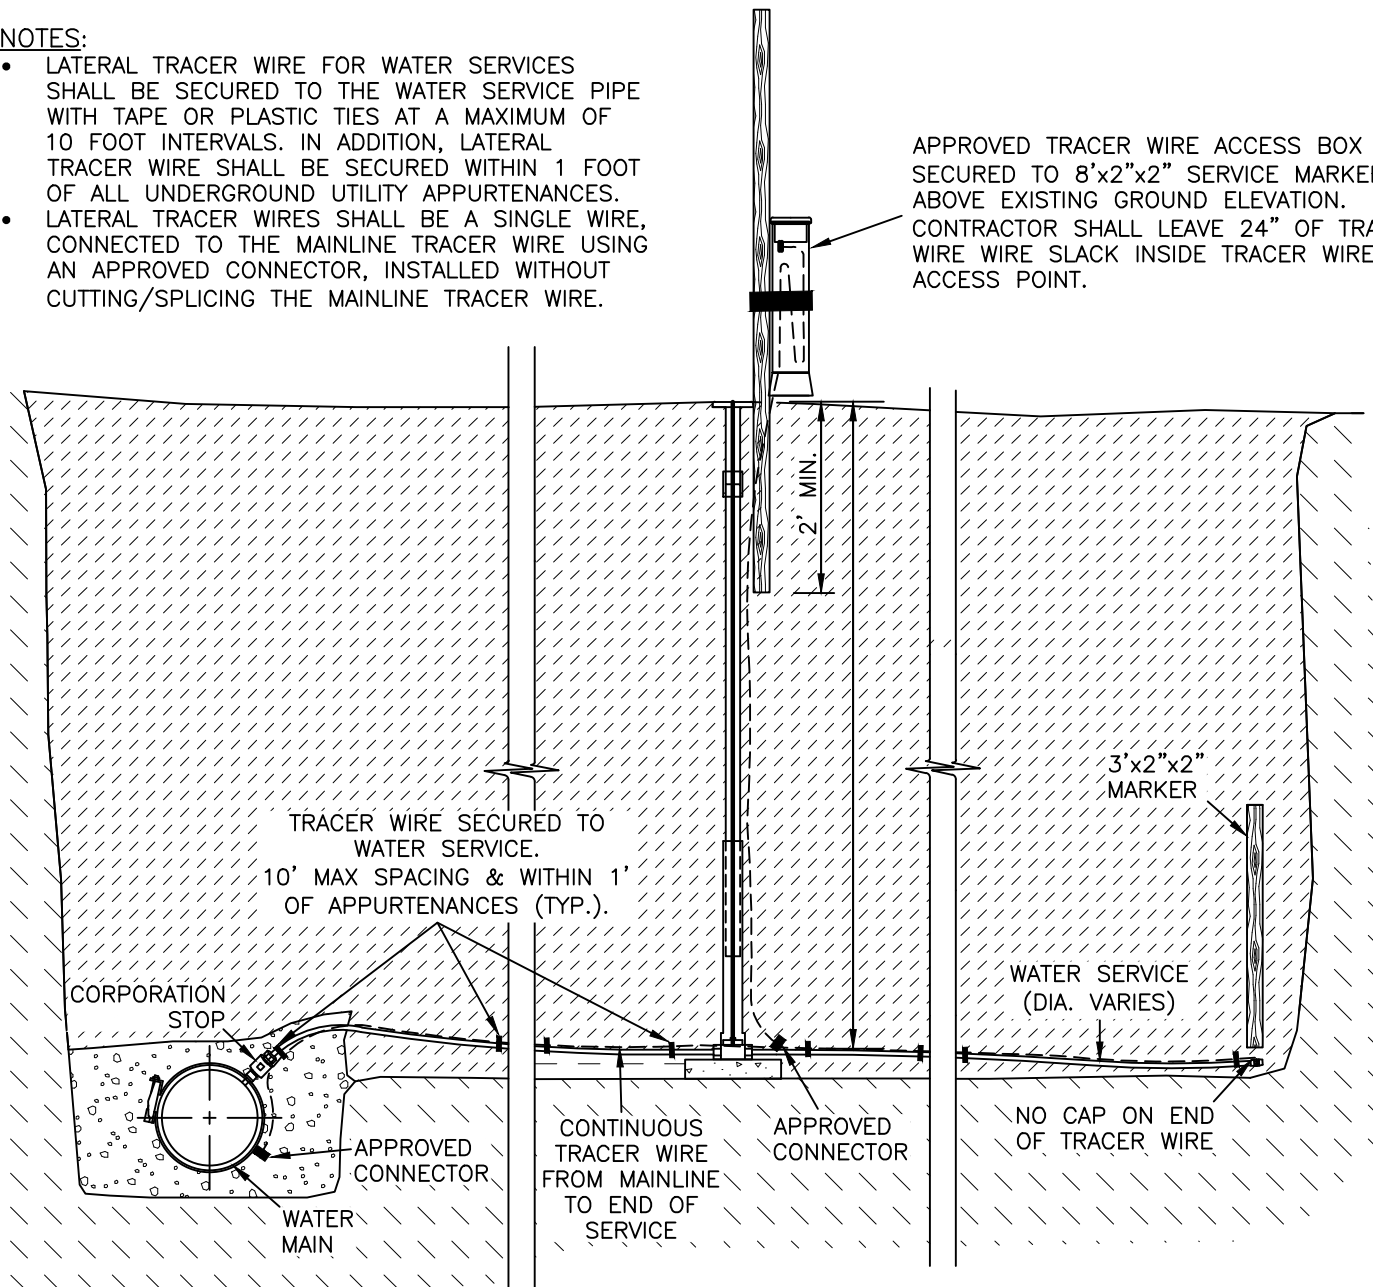 NOTES:
• LATERAL TRACER WIRE FOR WATER SERVICES
SHALL BE SECURED TO THE WATER SERVICE PIPE
WITH TAPE OR PLASTIC TIES AT A MAXIMUM OF
10 FOOT INTERVALS. IN ADDITION, LATERAL
TRACER WIRE SHALL BE SECURED WITHIN 1 FOOT
OF ALL UNDERGROUND UTILITY APPURTENANCES.
• LATERAL TRACER WIRES SHALL BE A SINGLE WIRE,
CONNECTED TO THE MAINLINE TRACER WIRE USING
AN APPROVED CONNECTOR, INSTALLED WITHOUT
CUTTING/SPLICING THE MAINLINE TRACER WIRE.
APPROVED TRACER WIRE ACCESS BOX
SECURED TO 8'x2"x2" SERVICE MARKER
ABOVE EXISTING GROUND ELEVATION.
CONTRACTOR SHALL LEAVE 24" OF TRA
WIRE WIRE SLACK INSIDE TRACER WIRE
ACCESS POINT.
2' MIN.
3'x2"x2"
MARKER
TRACER WIRE SECURED TO
WATER SERVICE.
10' MAX SPACING & WITHIN 1'
OF APPURTENANCES (TYP.).
CORPORATION
STOP
WATER SERVICE
(DIA. VARIES)
APPROVED
CONNECTOR
WATER
MAIN
CONTINUOUS
TRACER WIRE
FROM MAINLINE
TO END OF
SERVICE
APPROVED
CONNECTOR
NO CAP ON END
OF TRACER WIRE